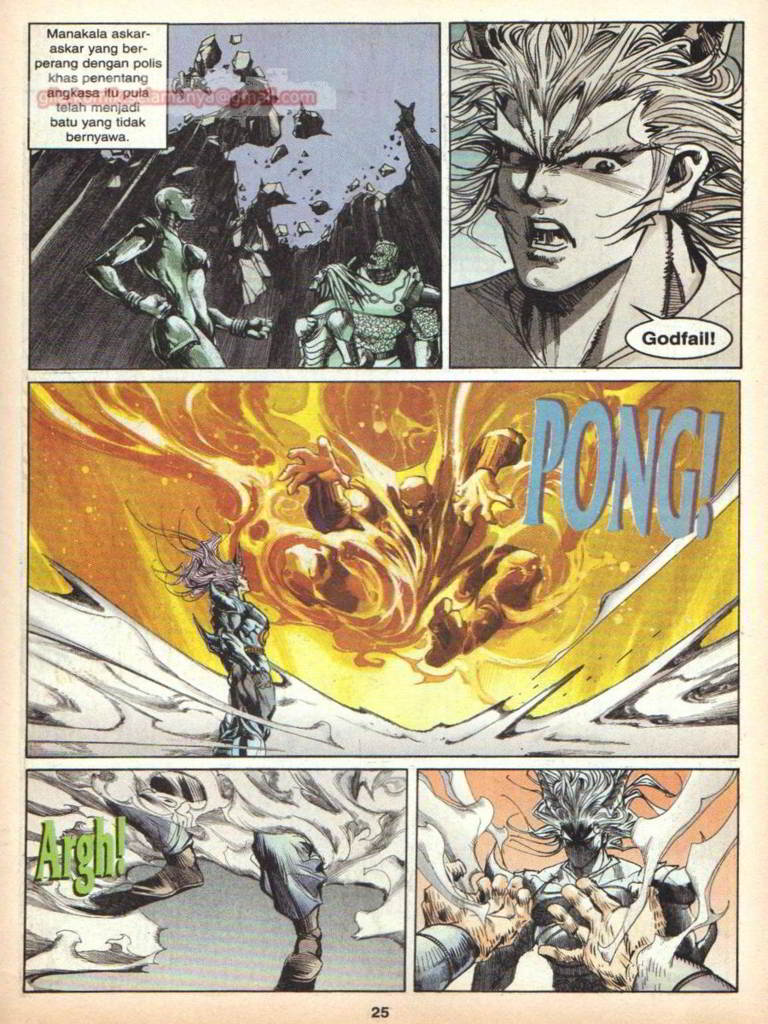 Manakala askar-
askar yang ber-
perang dengan polis
khas penentang
angkasa itu pula
telah menjadi
batu yang tidak
bernyawa.
Godfail!
PONG!
Argh!
25